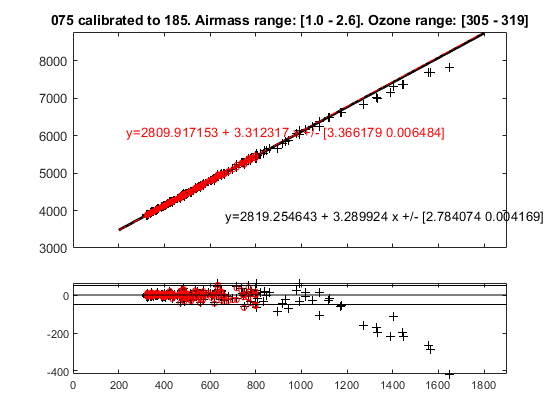 075 calibrated to 185. Airmass range: [1.0 - 2.6]. Ozone range: [305 - 319]
8000
7000
6000
5000
4000
3000
y=2809.917153 + 3.312317 x +/- [3.366179 0.006484]
y=2819.254643 + 3.289924 x +/- [2.784074 0.004169]
0
-200
-400
0 200 400 600 800 1000 1200 1400 1600 1800